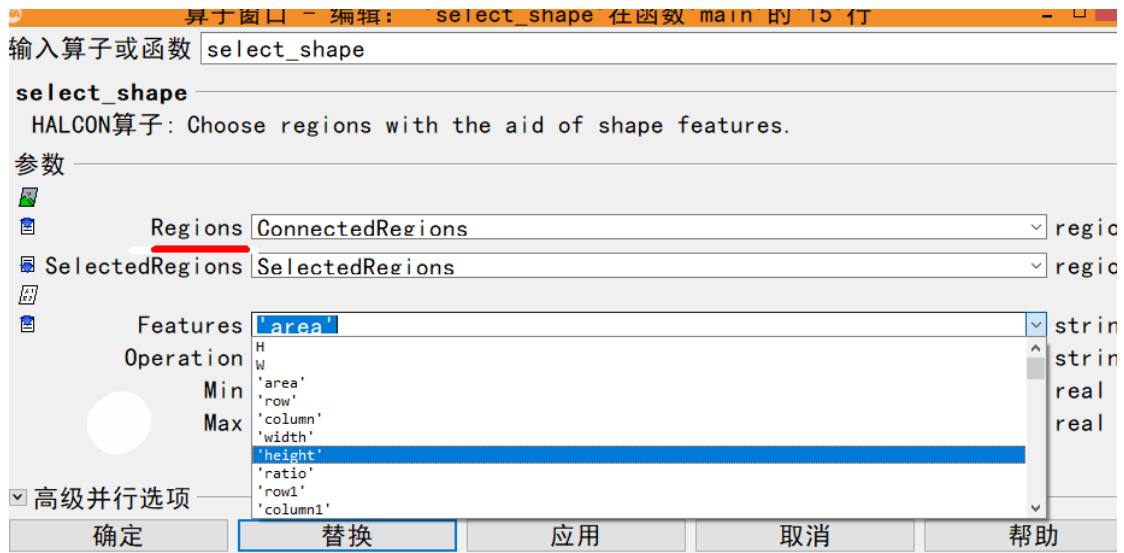 算子窗口 - 编辑: 'select_shape'在函数'main'的'15'行
输入算子或函数 select_shape
select_shape
HALCON算子: Choose regions with the aid of shape features.
参数
Regions ConnectedRegions regio
SelectedRegions SelectedRegions regio
Features 'area' strin
H
Operation strin
W
'area'
Min real
'row'
'column'
Max real
'width'
'height'
'ratio'
'row1'
高级并行选项
'column1'
确定 替换 应用 取消 帮助